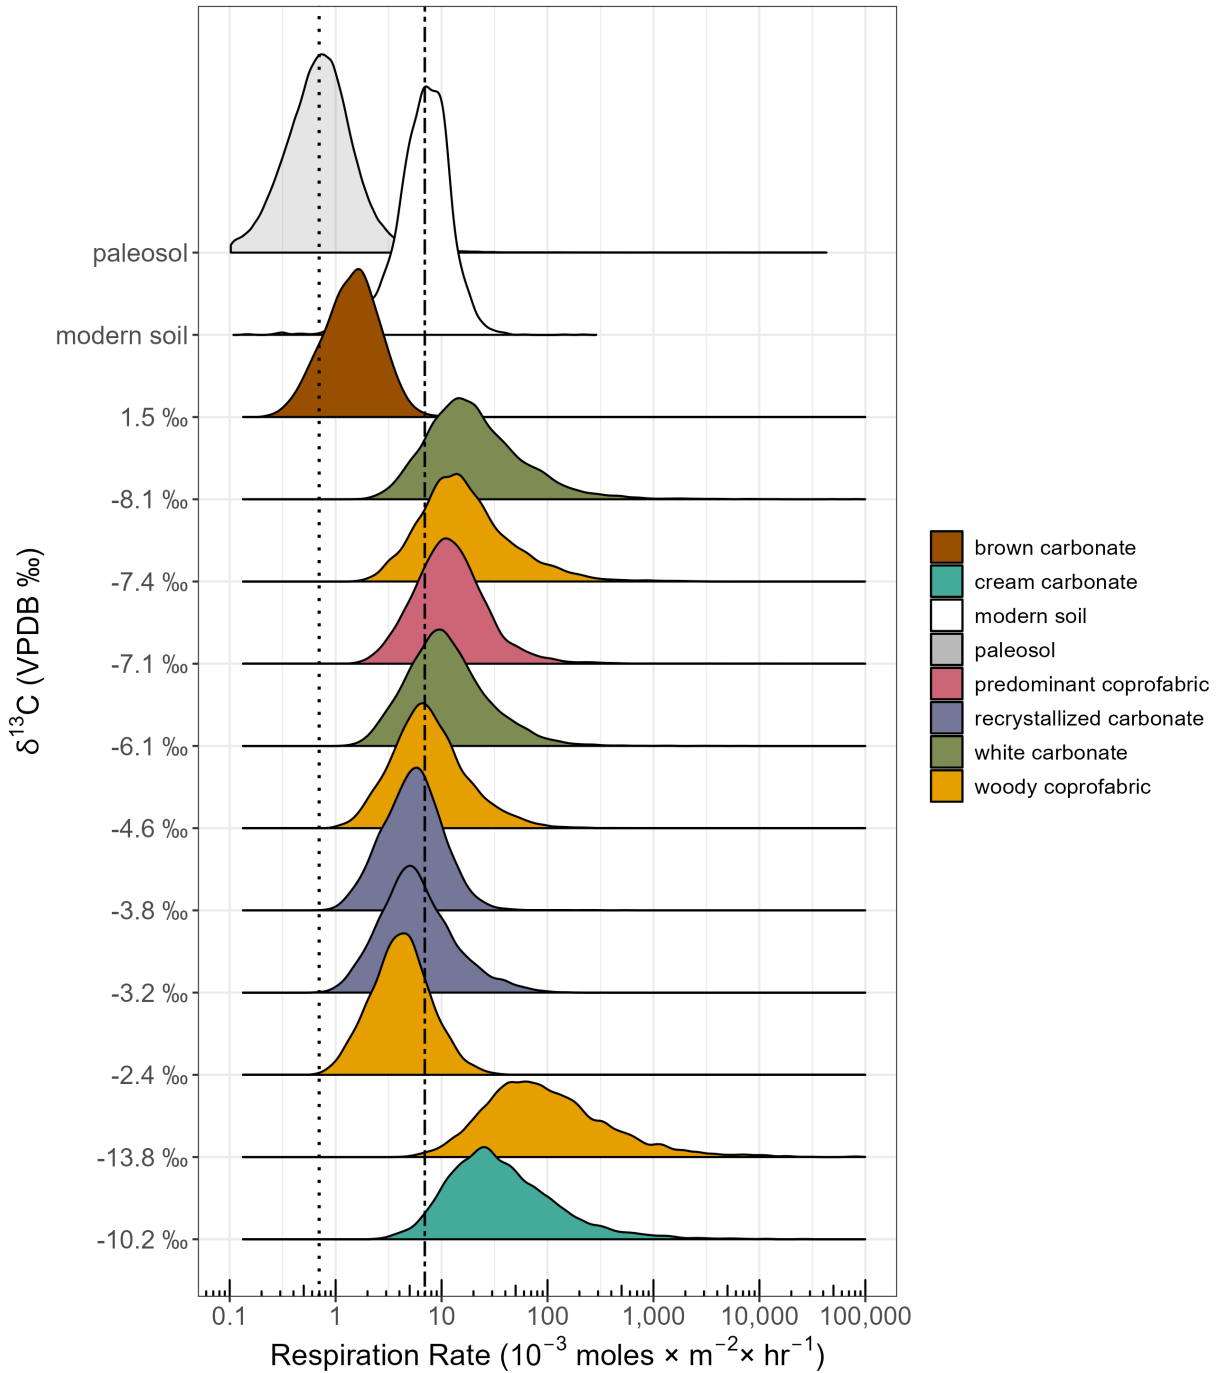 δ¹³C (VPDB ‰)
paleosol
modern soil
1.5 ‰
-8.1 ‰
-7.4 ‰
-7.1 ‰
-6.1 ‰
-4.6 ‰
-3.8 ‰
-3.2 ‰
-2.4 ‰
-13.8 ‰
-10.2 ‰
0.1 1 10 100 1,000 10,000 100,000
Respiration Rate (10⁻³ moles × m⁻²× hr⁻¹)
brown carbonate
cream carbonate
modern soil
paleosol
predominant coprofabric
recrystallized carbonate
white carbonate
woody coprofabric